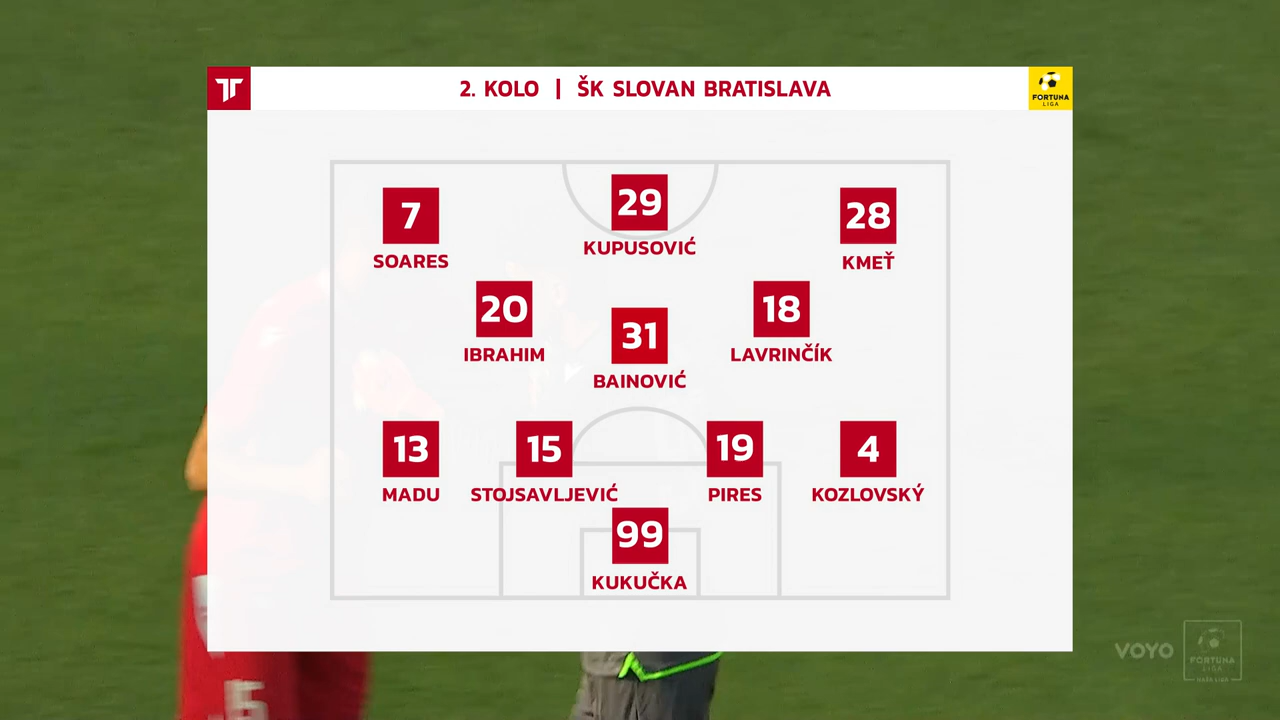 2. KOLO | ŠK SLOVAN BRATISLAVA
FORTUNA
LIGA
7
SOARES
29
KUPUSOVIĆ
28
KMEŤ
20
IBRAHIM
31
BAINOVIĆ
18
LAVRINČÍK
13
MADU
15
STOJSAVLJEVIĆ
19
PIRES
4
KOZLOVSKÝ
99
KUKUČKA
VOYO
FORTUNA
LIGA